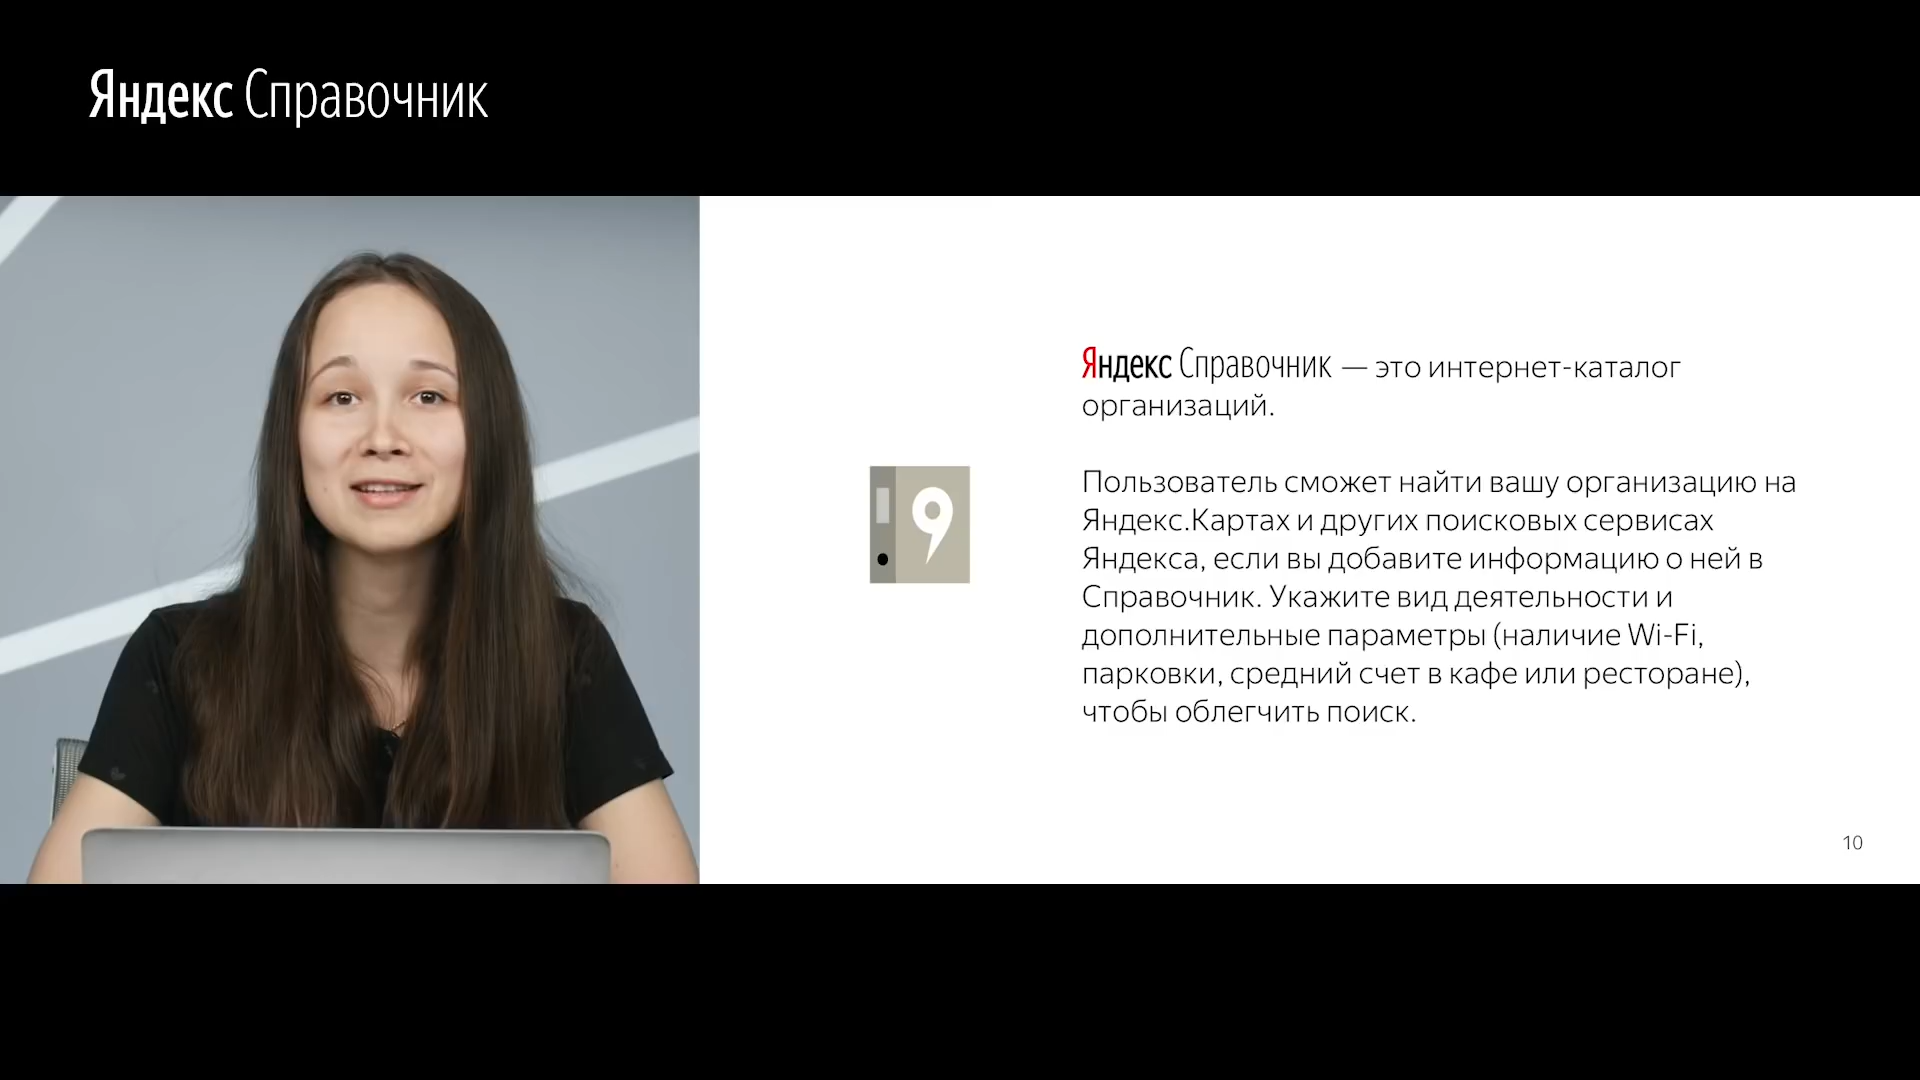 Яндекс Справочник
Яндекс Справочник — это интернет-каталог
организаций.
Пользователь сможет найти вашу организацию на
Яндекс.Картах и других поисковых сервисах
Яндекса, если вы добавите информацию о ней в
Справочник. Укажите вид деятельности и
дополнительные параметры (наличие Wi-Fi,
парковки, средний счет в кафе или ресторане),
чтобы облегчить поиск.
10